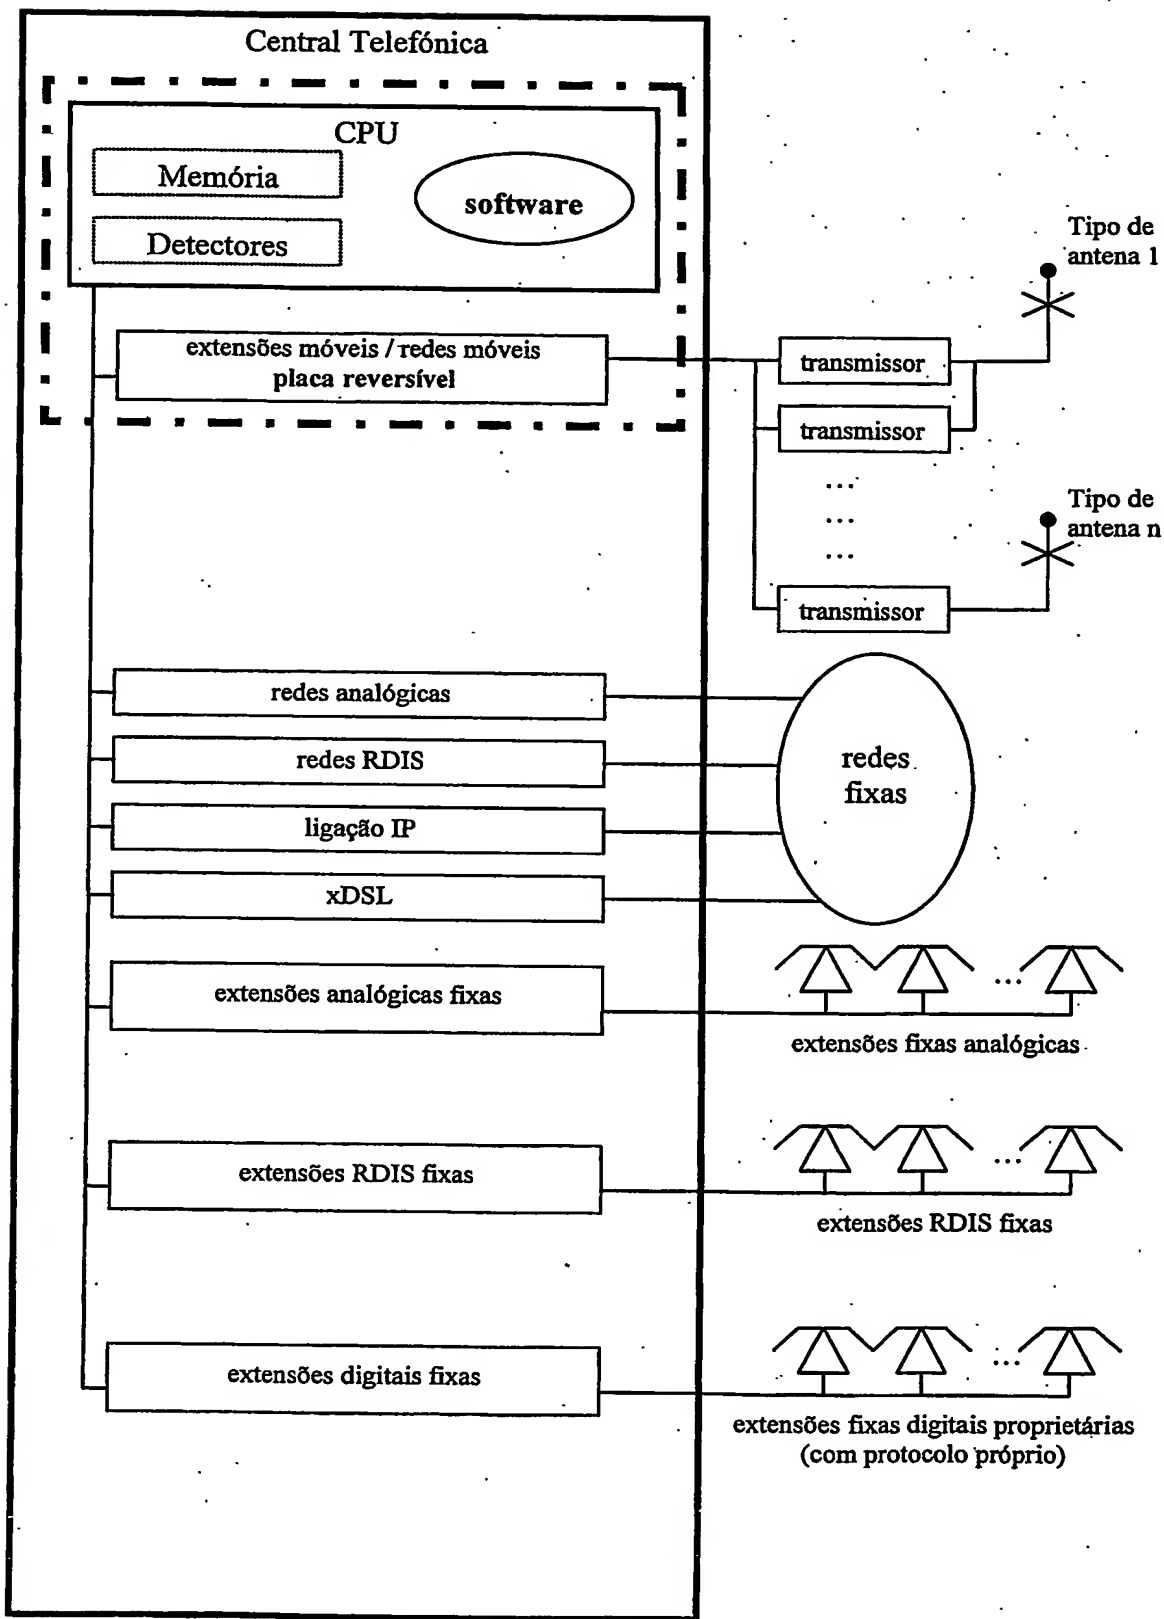 Central Telefónica
CPU
Memória
software
Detectores
Tipo de
antena 1
extensões móveis / redes móveis
placa reversível
transmissor
transmissor
...
...
...
Tipo de
antena n
transmissor
redes analógicas
redes RDIS
ligação IP
xDSL
redes
fixas
extensões analógicas fixas
...
extensões fixas analógicas
extensões RDIS fixas
...
extensões RDIS fixas
extensões digitais fixas
...
extensões fixas digitais proprietárias
(com protocolo próprio)